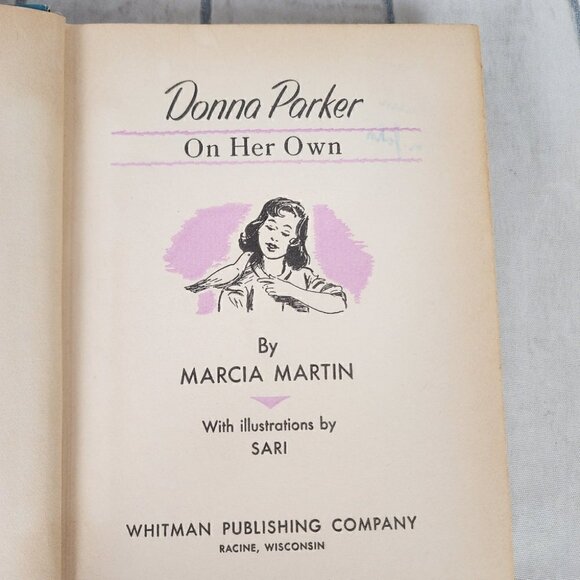 Donna Parker
On Her Own
By
MARCIA MARTIN
With illustrations by
SARI
WHITMAN PUBLISHING COMPANY
RACINE, WISCONSIN